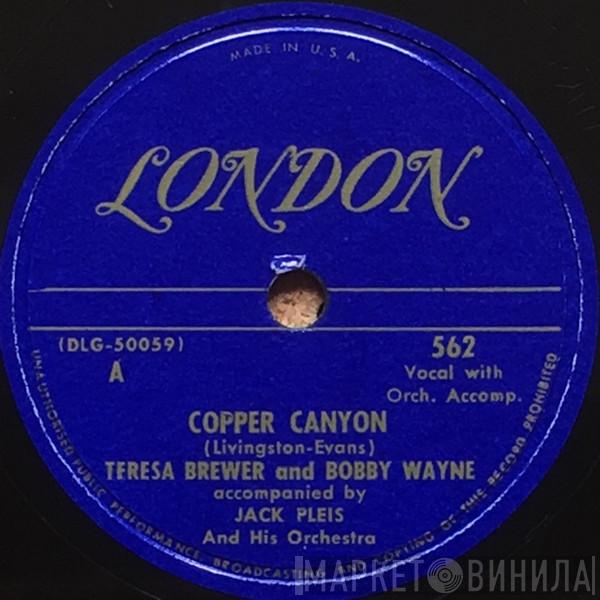 MADE IN U.S.A.
LONDON
(DLG-50059)
A
562
Vocal with
Orch. Accomp.
COPPER CANYON
(Livingston-Evans)
TERESA BREWER and BOBBY WAYNE
accompanied by
JACK PLEIS
And His Orchestra
UNAUTHORISED PUBLIC PERFORMANCE, BROADCASTING AND COPYING OF THIS RECORD PROHIBITED
МАРКЕТ ВИНИЛА